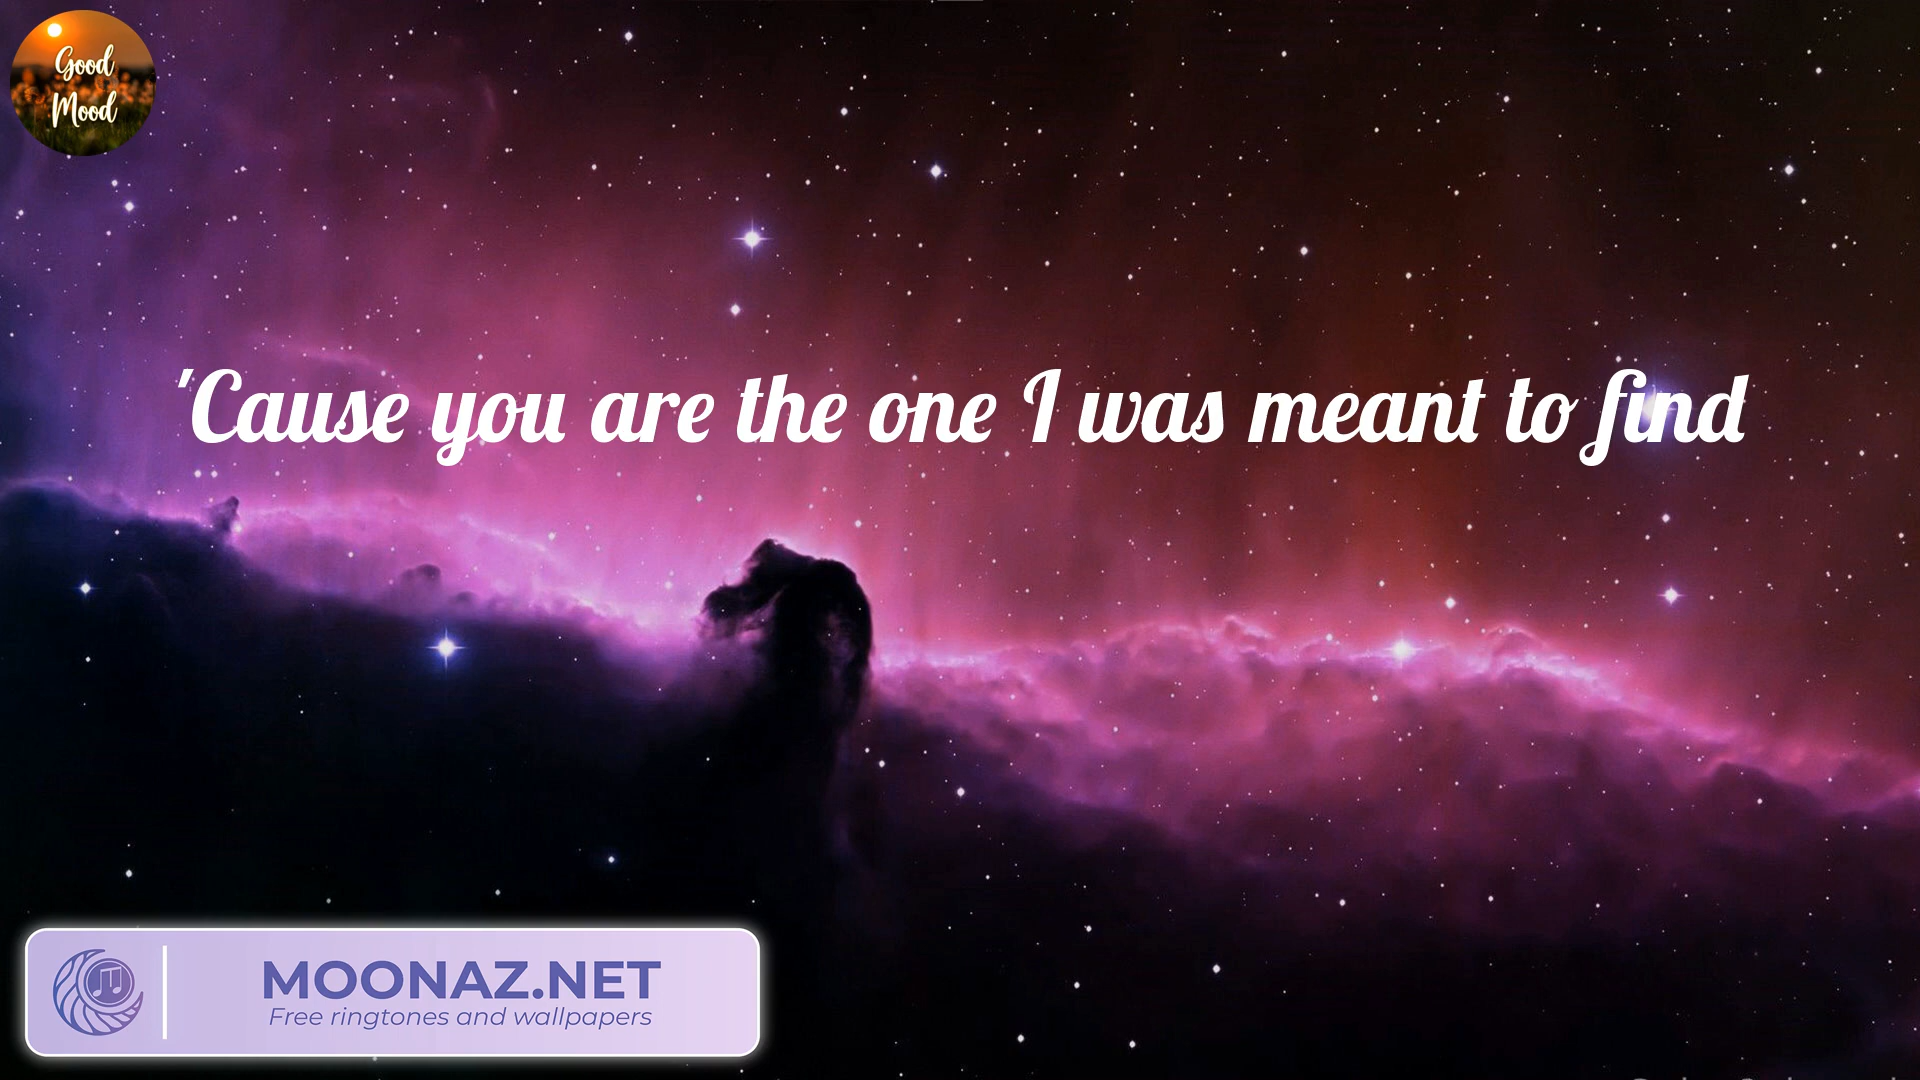 Good
Mood
'Cause you are the one I was meant to find
MOONAZ.NET
Free ringtones and wallpapers